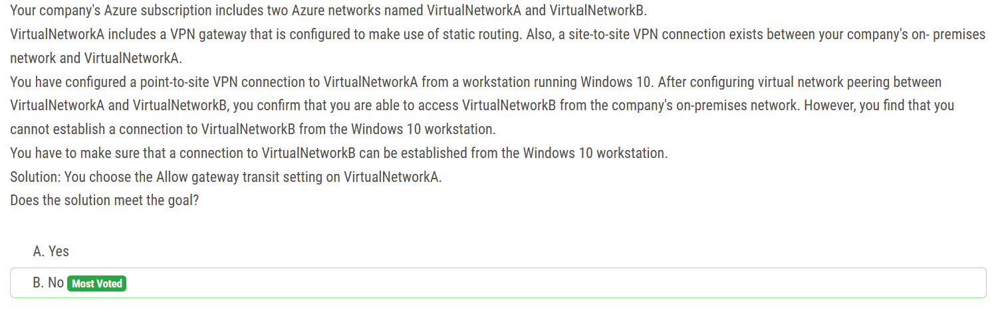 Your company's Azure subscription includes two Azure networks named VirtualNetworkA and VirtualNetworkB.
VirtualNetworkA includes a VPN gateway that is configured to make use of static routing. Also, a site-to-site VPN connection exists between your company's on- premises
network and VirtualNetworkA.
You have configured a point-to-site VPN connection to VirtualNetworkA from a workstation running Windows 10. After configuring virtual network peering between
VirtualNetworkA and VirtualNetworkB, you confirm that you are able to access VirtualNetworkB from the company's on-premises network. However, you find that you
cannot establish a connection to VirtualNetworkB from the Windows 10 workstation.
You have to make sure that a connection to VirtualNetworkB can be established from the Windows 10 workstation.
Solution: You choose the Allow gateway transit setting on VirtualNetworkA.
Does the solution meet the goal?
A. Yes
B. No Most Voted